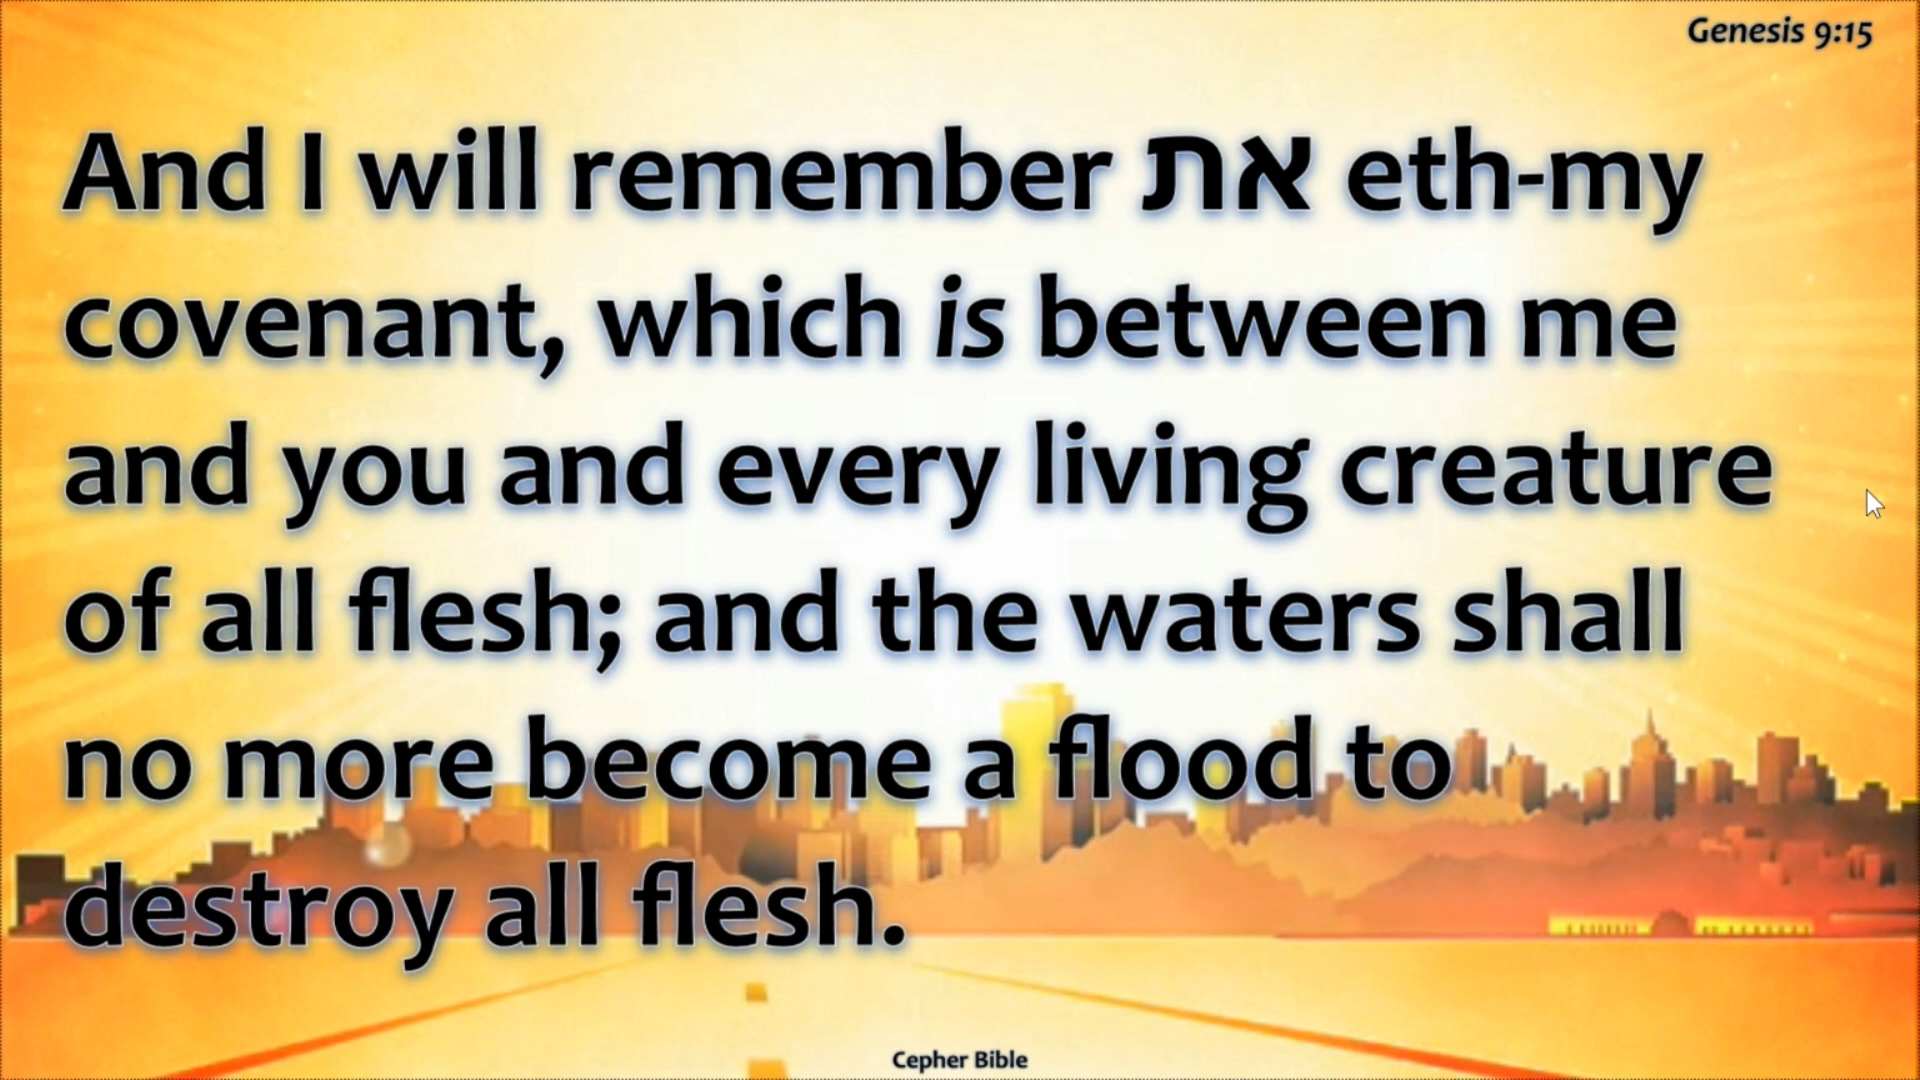 Genesis 9:15
And I will remember את eth-my
covenant, which is between me
and you and every living creature
of all flesh; and the waters shall
no more become a flood to
destroy all flesh.
Cepher Bible